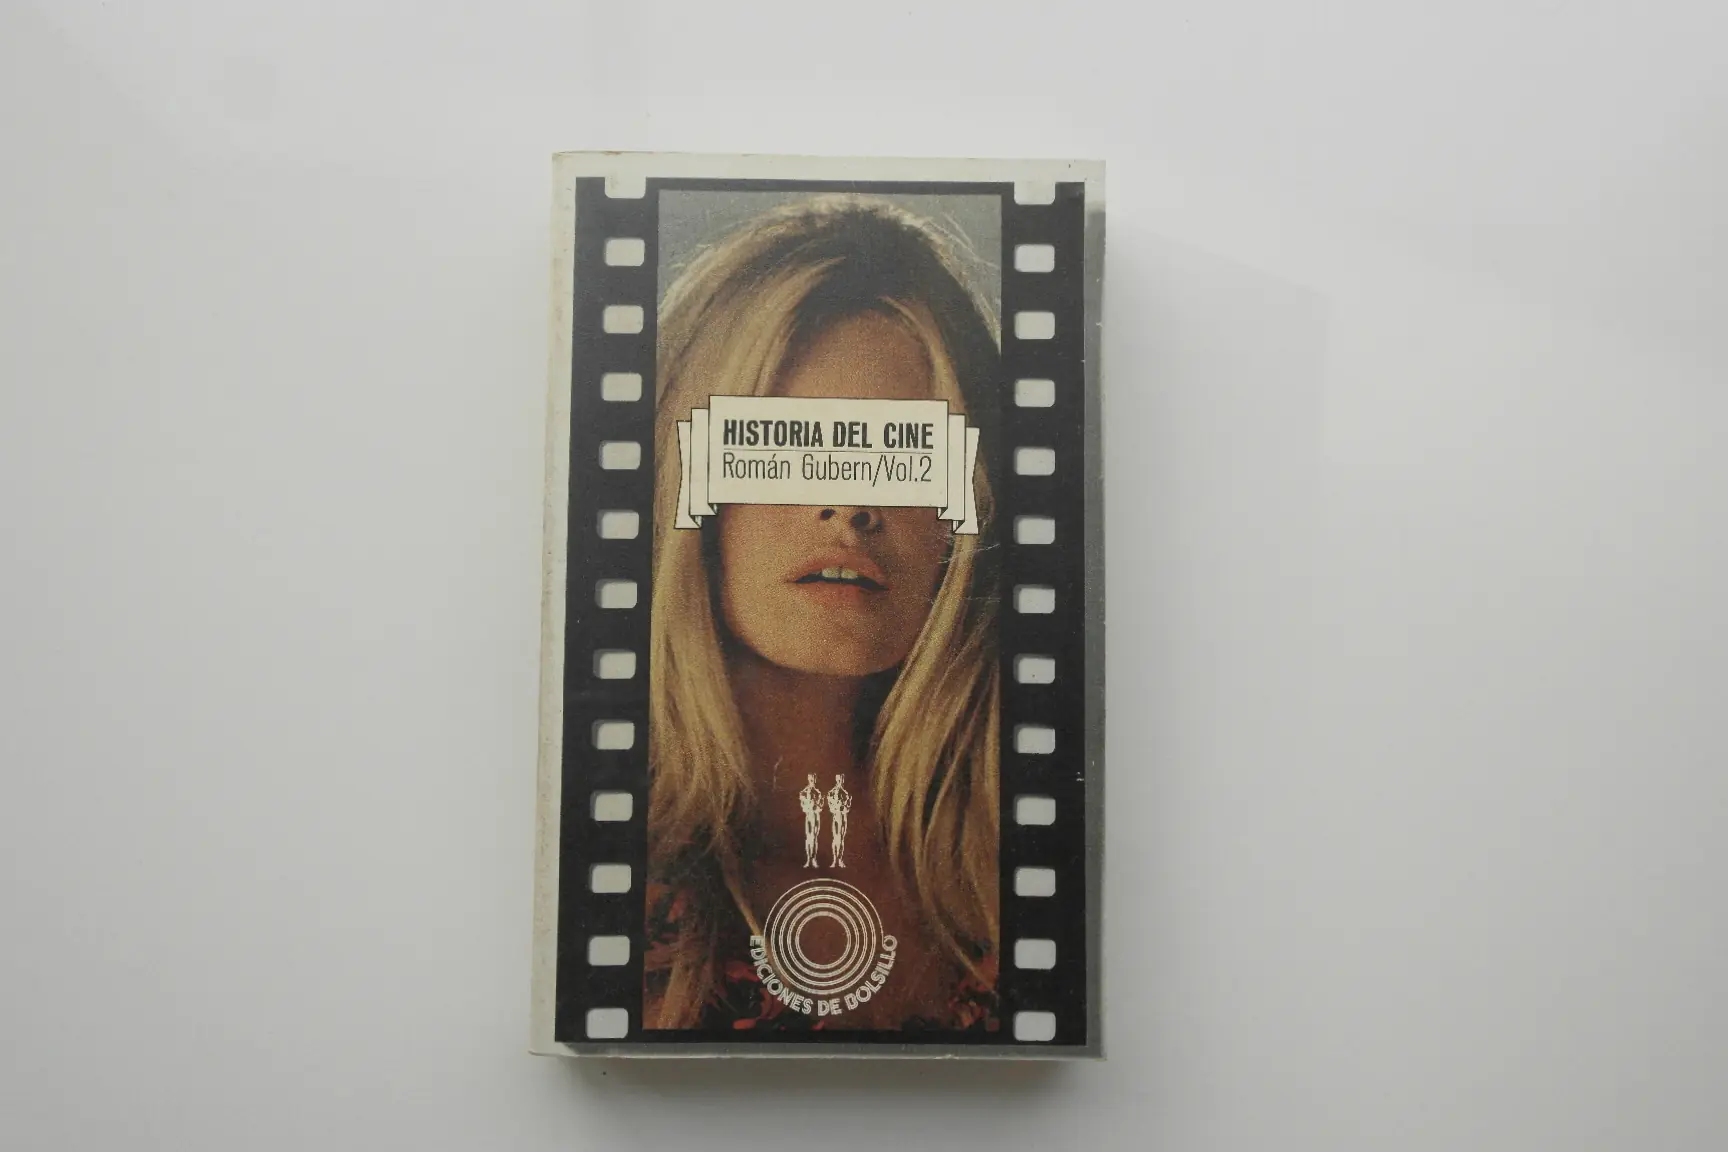 HISTORIA DEL CINE
Román Gubern/Vol.2
EDICIONES DE BOLSILLO